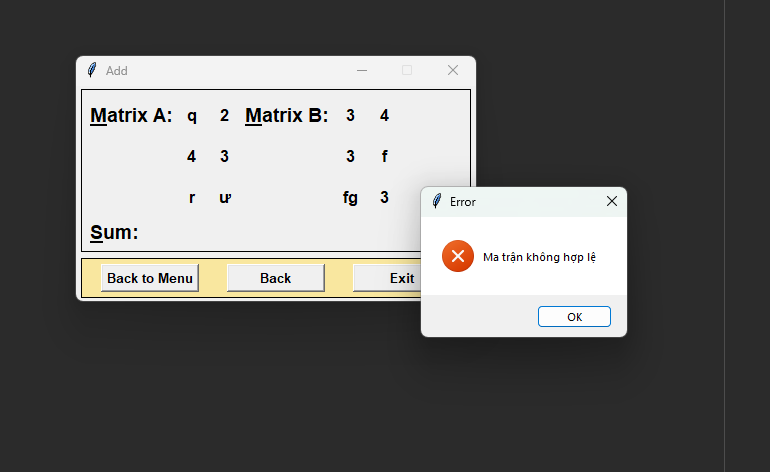 Add
Matrix A: q 2 Matrix B: 3 4
4 3 3 f
r ư fg 3
Sum:
Back to Menu Back Exit
Error
Ma trận không hợp lệ
OK